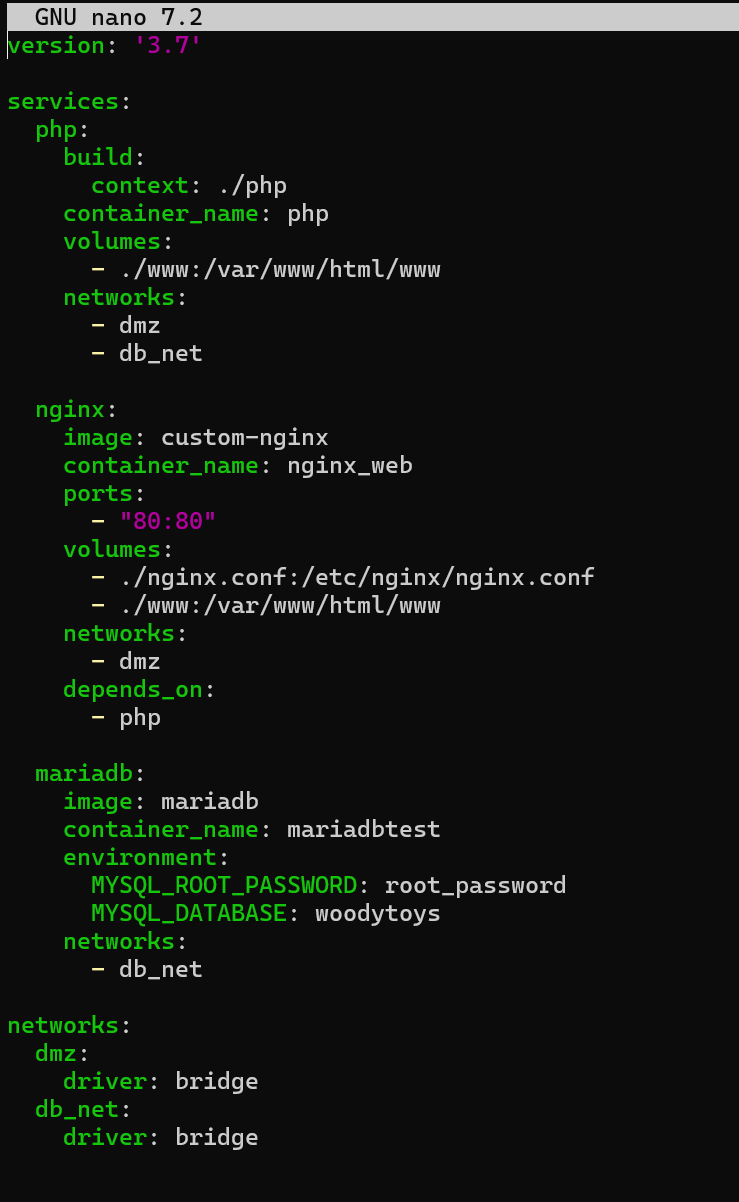 GNU nano 7.2
version: '3.7'
services:
  php:
    build:
      context: ./php
    container_name: php
    volumes:
      - ./www:/var/www/html/www
    networks:
      - dmz
      - db_net
  nginx:
    image: custom-nginx
    container_name: nginx_web
    ports:
      - "80:80"
    volumes:
      - ./nginx.conf:/etc/nginx/nginx.conf
      - ./www:/var/www/html/www
    networks:
      - dmz
    depends_on:
      - php
  mariadb:
    image: mariadb
    container_name: mariadbtest
    environment:
      MYSQL_ROOT_PASSWORD: root_password
      MYSQL_DATABASE: woodytoys
    networks:
      - db_net
networks:
  dmz:
    driver: bridge
  db_net:
    driver: bridge